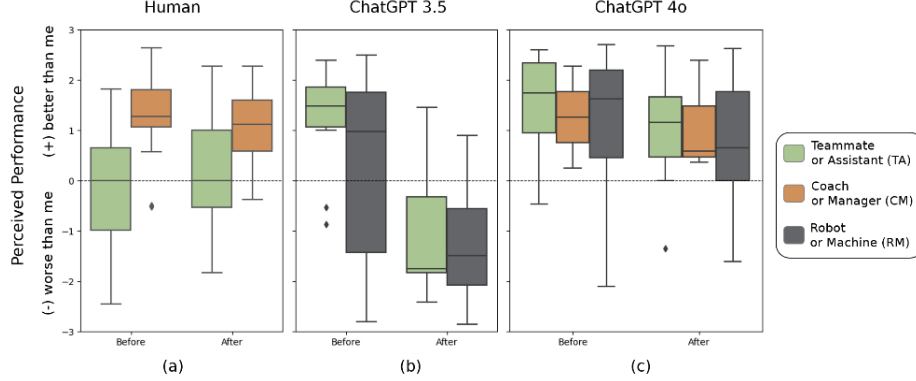 Human
ChatGPT 3.5
ChatGPT 4o
Perceived Performance
(-) worse than me
(+) better than me
3
2
1
0
−1
−2
−3
Before
After
Before
After
Before
After
(a)
(b)
(c)
Teammate
or Assistant (TA)
Coach
or Manager (CM)
Robot
or Machine (RM)